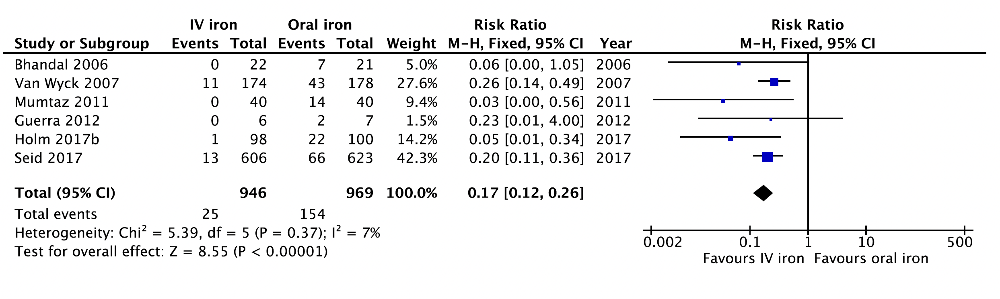 IV iron Oral iron Risk Ratio Risk Ratio
Study or Subgroup Events Total Events Total Weight M-H, Fixed, 95% CI Year M-H, Fixed, 95% CI
Bhandal 2006 0 22 7 21 5.0% 0.06 [0.00, 1.05] 2006
Van Wyck 2007 11 174 43 178 27.6% 0.26 [0.14, 0.49] 2007
Mumtaz 2011 0 40 14 40 9.4% 0.03 [0.00, 0.56] 2011
Guerra 2012 0 6 2 7 1.5% 0.23 [0.01, 4.00] 2012
Holm 2017b 1 98 22 100 14.2% 0.05 [0.01, 0.34] 2017
Seid 2017 13 606 66 623 42.3% 0.20 [0.11, 0.36] 2017
Total (95% CI) 946 969 100.0% 0.17 [0.12, 0.26]
Total events 25 154
Heterogeneity: Chi² = 5.39, df = 5 (P = 0.37); I² = 7%
Test for overall effect: Z = 8.55 (P < 0.00001)
0.002 0.1 1 10 500
Favours IV iron Favours oral iron